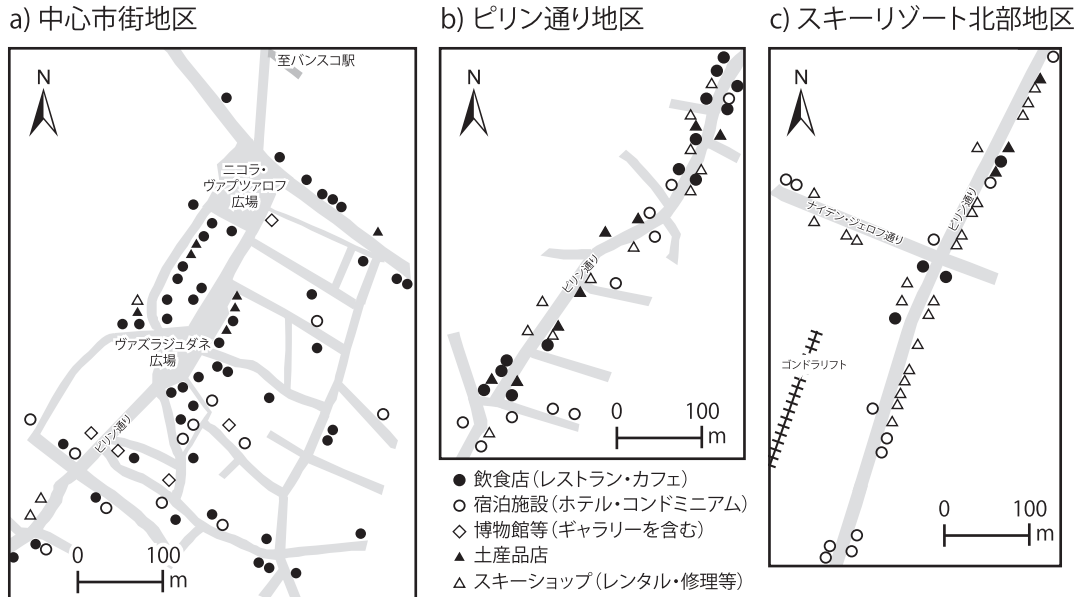 a) 中心市街地区
至バンスコ駅
N
ニコラ・
ヴァプツァロフ
広場
ヴァズラジュダネ
広場
ピリン通り
0 100
m
b) ピリン通り地区
N
ピリン通り
0 100
m
● 飲食店(レストラン・カフェ)
○ 宿泊施設(ホテル・コンドミニアム)
◇ 博物館等(ギャラリーを含む)
▲ 土産品店
△ スキーショップ(レンタル・修理等)
c) スキーリゾート北部地区
N
ピリン通り
ナイデン・ジェロフ通り
ゴンドラリフト
0 100
m